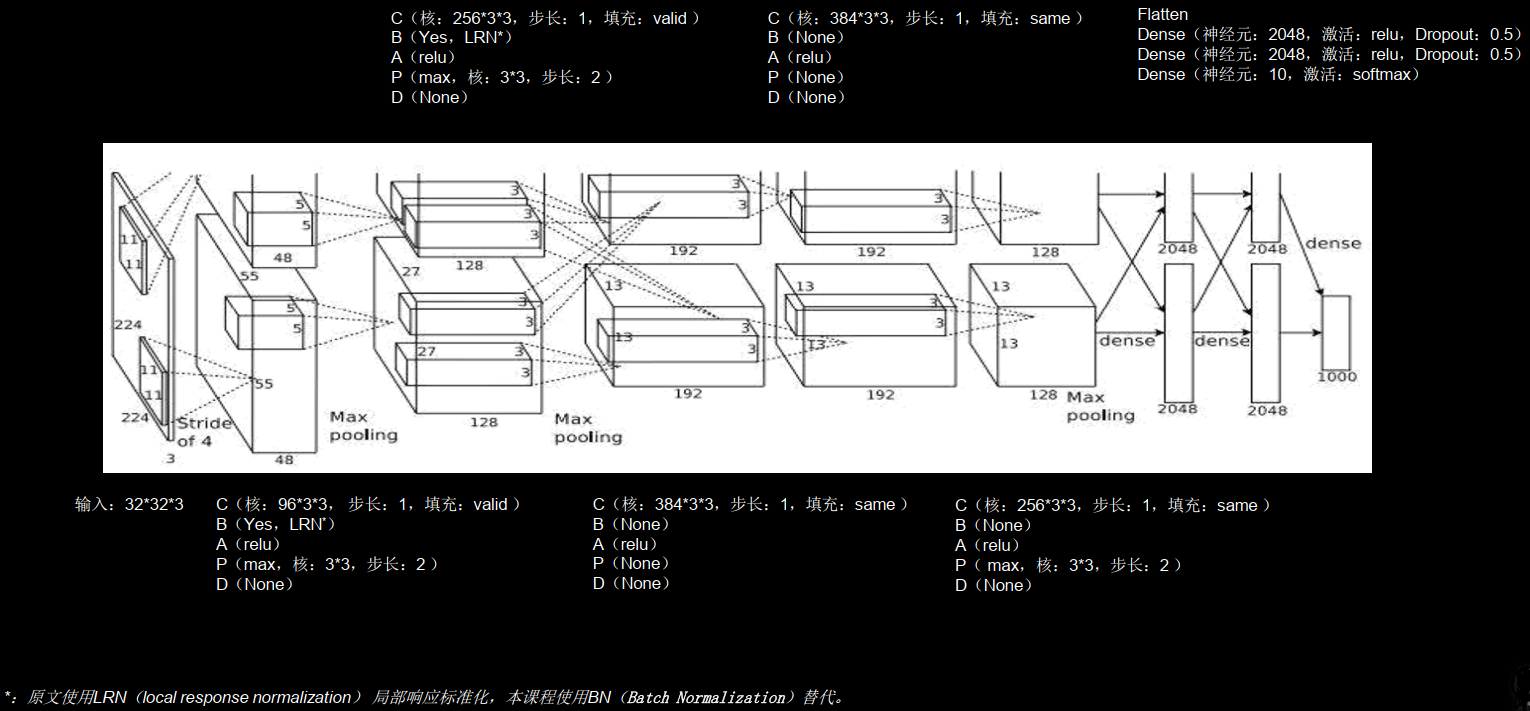 C（核：256*3*3，步长：1，填充：valid ）
B（Yes，LRN*）
A（relu）
P（max，核：3*3，步长：2 ）
D（None）
C（核：384*3*3，步长：1，填充：same ）
B（None）
A（relu）
P（None）
D（None）
Flatten
Dense（神经元：2048，激活：relu，Dropout：0.5）
Dense（神经元：2048，激活：relu，Dropout：0.5）
Dense（神经元：10，激活：softmax）
11
11
224
11
11
224
3
Stride
of 4
5
5
48
55
5
5
55
48
Max
pooling
3
3
3
128
27
3
3
27
3
3
128
Max
pooling
3
3
192
13
13
3
3
192
3
3
192
13
3
3
13
192
128
13
13
128
Max
pooling
2048
2048
dense
dense
dense
2048
2048
1000
输入：32*32*3
C（核：96*3*3， 步长：1，填充：valid ）
B（Yes，LRN*）
A（relu）
P（max，核：3*3，步长：2 ）
D（None）
C（核：384*3*3，步长：1，填充：same ）
B（None）
A（relu）
P（None）
D（None）
C（核：256*3*3，步长：1，填充：same ）
B（None）
A（relu）
P（ max，核：3*3，步长：2 ）
D（None）
*：原文使用LRN（local response normalization） 局部响应标准化，本课程使用BN（Batch Normalization）替代。